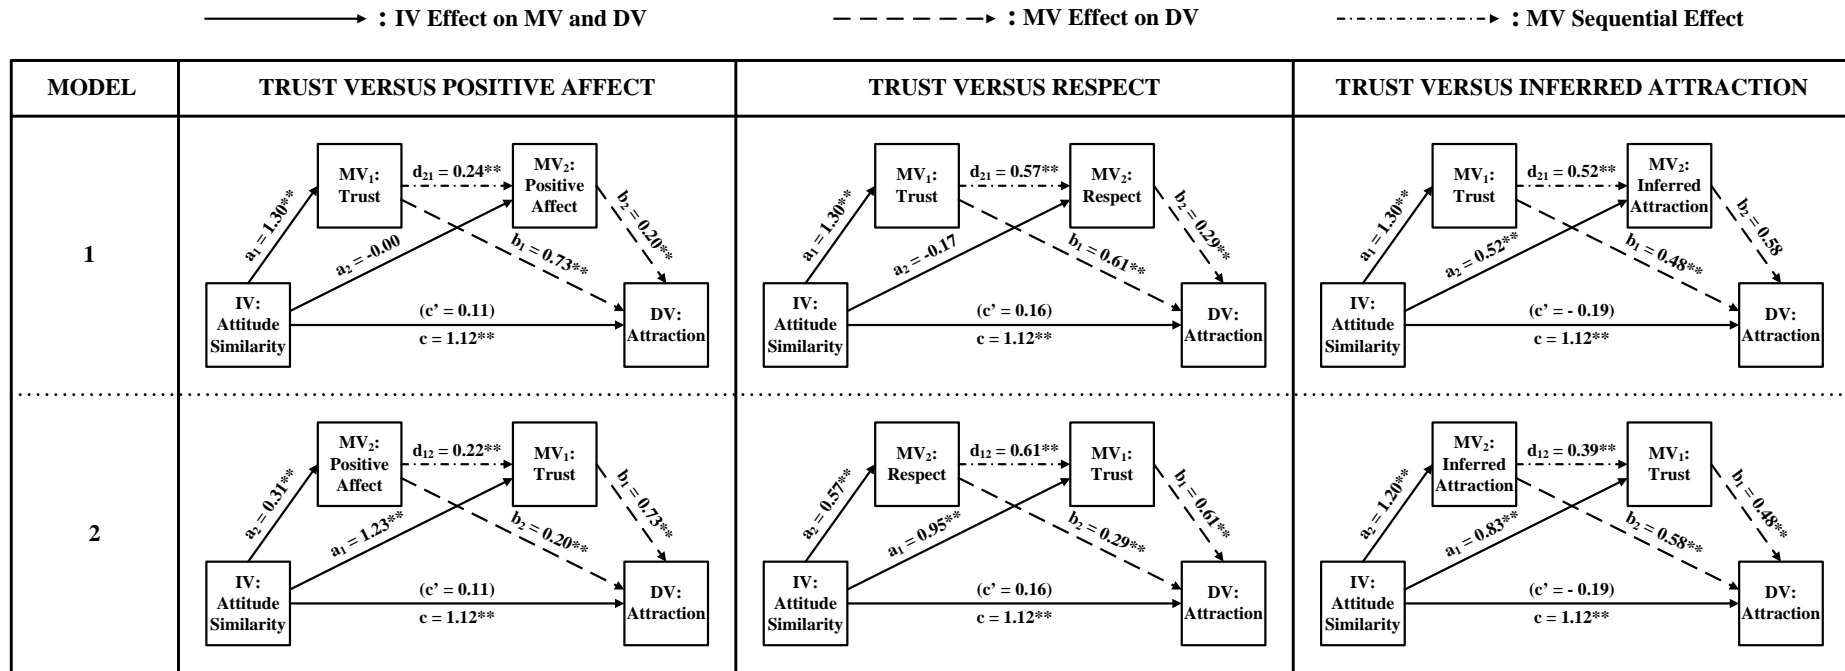 : IV Effect on MV and DV
: MV Effect on DV
: MV Sequential Effect
MODEL
TRUST VERSUS POSITIVE AFFECT
TRUST VERSUS RESPECT
TRUST VERSUS INFERRED ATTRACTION
1
MV₁:
Trust
d₂₁ = 0.24**
MV₂:
Positive
Affect
a₁ = 1.30**
a₂ = -0.00
b₁ = 0.73**
b₂ = 0.20**
IV:
Attitude
Similarity
(c’ = 0.11)
c = 1.12**
DV:
Attraction
MV₁:
Trust
d₂₁ = 0.57**
MV₂:
Respect
a₁ = 1.30**
a₂ = -0.17
b₁ = 0.61**
b₂ = 0.29**
IV:
Attitude
Similarity
(c’ = 0.16)
c = 1.12**
DV:
Attraction
MV₁:
Trust
d₂₁ = 0.52**
MV₂:
Inferred
Attraction
a₁ = 1.30**
a₂ = 0.52**
b₁ = 0.48**
b₂ = 0.58
IV:
Attitude
Similarity
(c’ = - 0.19)
c = 1.12**
DV:
Attraction
2
MV₂:
Positive
Affect
d₁₂ = 0.22**
MV₁:
Trust
a₂ = 0.31**
a₁ = 1.23**
b₂ = 0.20**
b₁ = 0.73**
IV:
Attitude
Similarity
(c’ = 0.11)
c = 1.12**
DV:
Attraction
MV₂:
Respect
d₁₂ = 0.61**
MV₁:
Trust
a₂ = 0.57**
a₁ = 0.95**
b₂ = 0.29**
b₁ = 0.61**
IV:
Attitude
Similarity
(c’ = 0.16)
c = 1.12**
DV:
Attraction
MV₂:
Inferred
Attraction
d₁₂ = 0.39**
MV₁:
Trust
a₂ = 1.20**
a₁ = 0.83**
b₂ = 0.58**
b₁ = 0.48**
IV:
Attitude
Similarity
(c’ = - 0.19)
c = 1.12**
DV:
Attraction